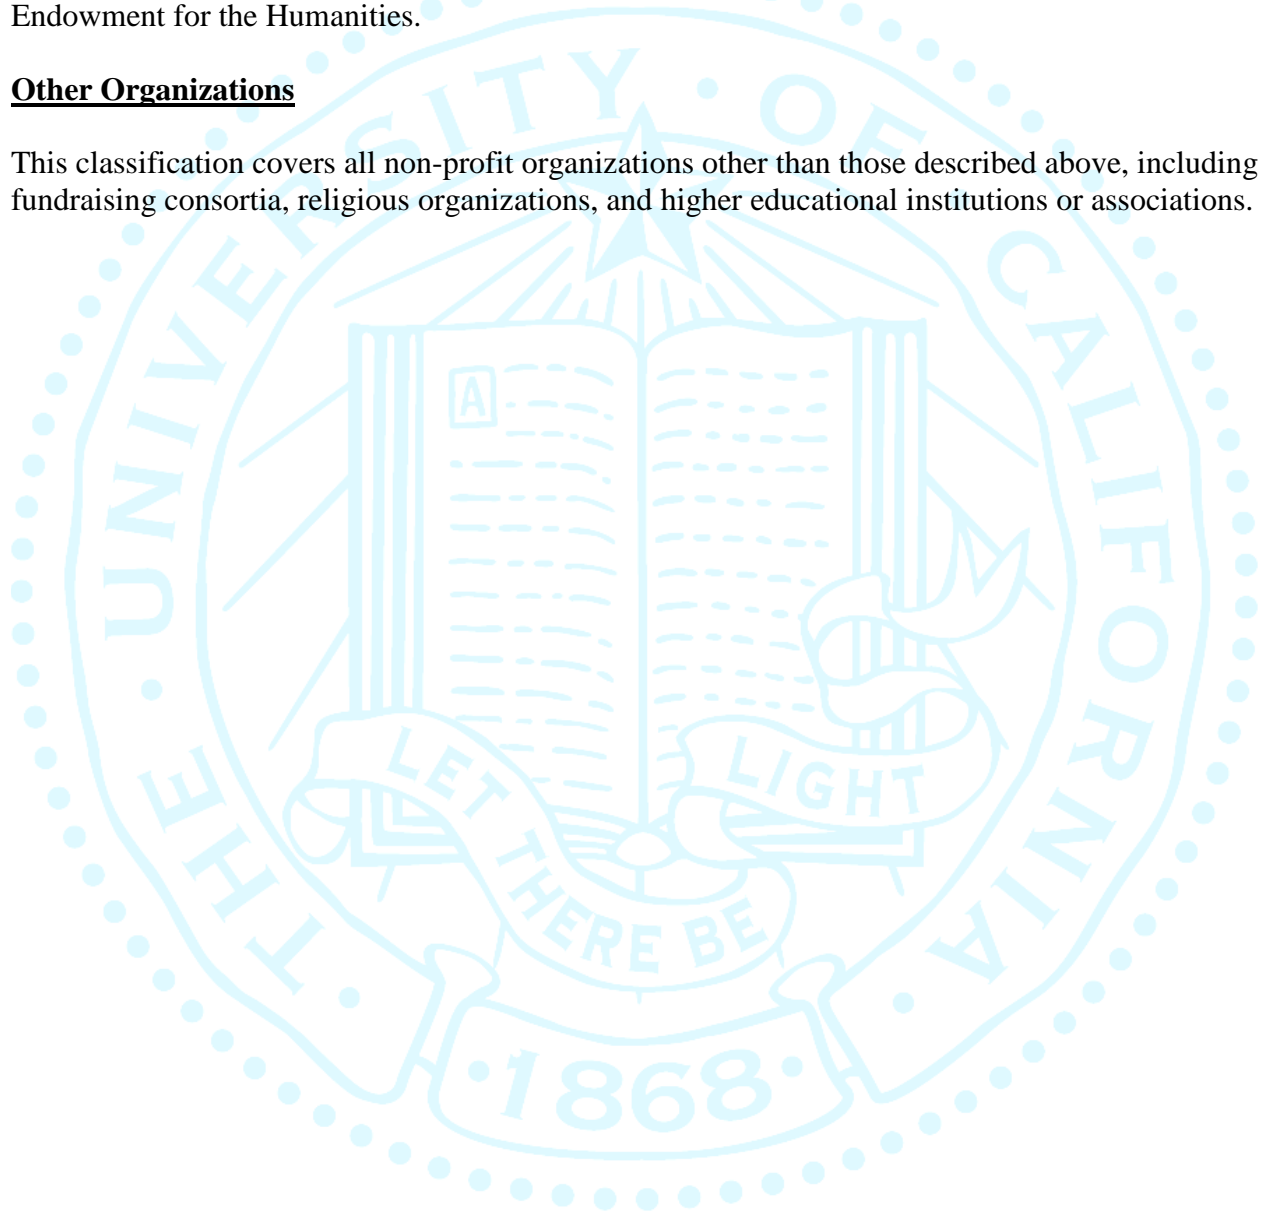 Endowment for the Humanities.
Other Organizations
This classification covers all non-profit organizations other than those described above, including
fundraising consortia, religious organizations, and higher educational institutions or associations.
THE · UNIVERSITY · OF CALIFORNIA ·
A
LET THERE BE LIGHT
·1868·